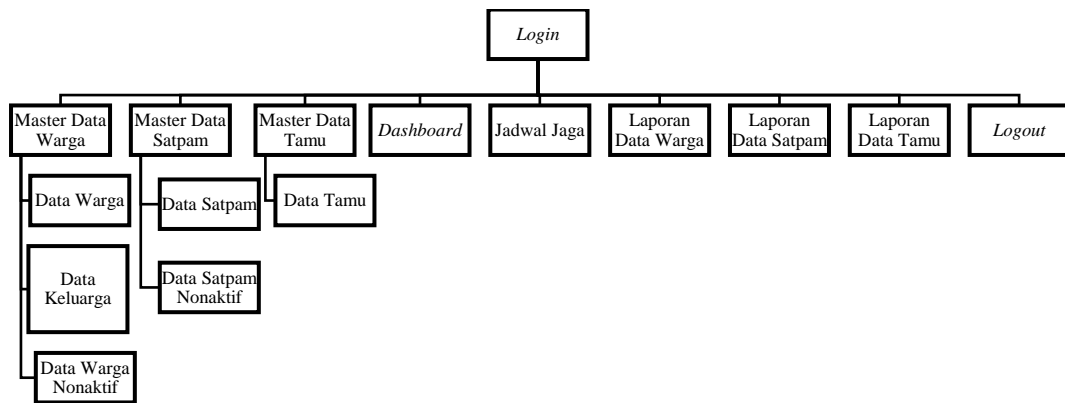 Login
Master Data
Warga
Master Data
Satpam
Master Data
Tamu
Dashboard
Jadwal Jaga
Laporan
Data Warga
Laporan
Data Satpam
Laporan
Data Tamu
Logout
Data Warga
Data
Keluarga
Data Warga
Nonaktif
Data Satpam
Data Satpam
Nonaktif
Data Tamu